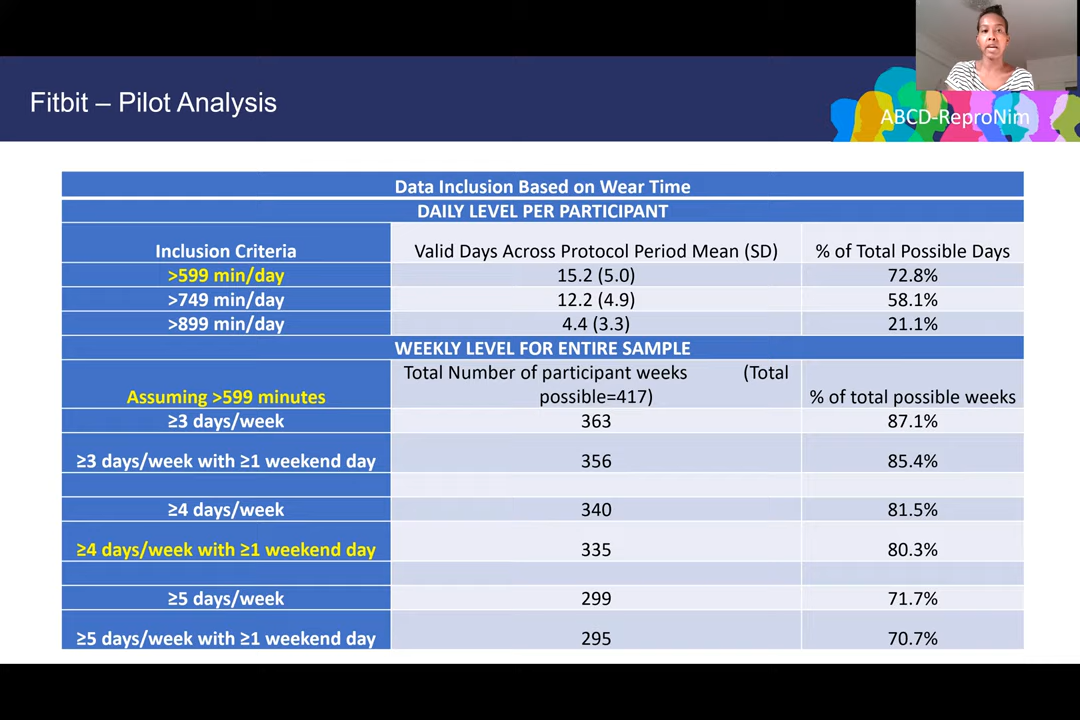 Fitbit – Pilot Analysis
ABCD-ReproNim
Data Inclusion Based on Wear Time
DAILY LEVEL PER PARTICIPANT
Inclusion Criteria Valid Days Across Protocol Period Mean (SD) % of Total Possible Days
>599 min/day 15.2 (5.0) 72.8%
>749 min/day 12.2 (4.9) 58.1%
>899 min/day 4.4 (3.3) 21.1%
WEEKLY LEVEL FOR ENTIRE SAMPLE
Total Number of participant weeks (Total
Assuming >599 minutes possible=417) % of total possible weeks
≥3 days/week 363 87.1%
≥3 days/week with ≥1 weekend day 356 85.4%
≥4 days/week 340 81.5%
≥4 days/week with ≥1 weekend day 335 80.3%
≥5 days/week 299 71.7%
≥5 days/week with ≥1 weekend day 295 70.7%